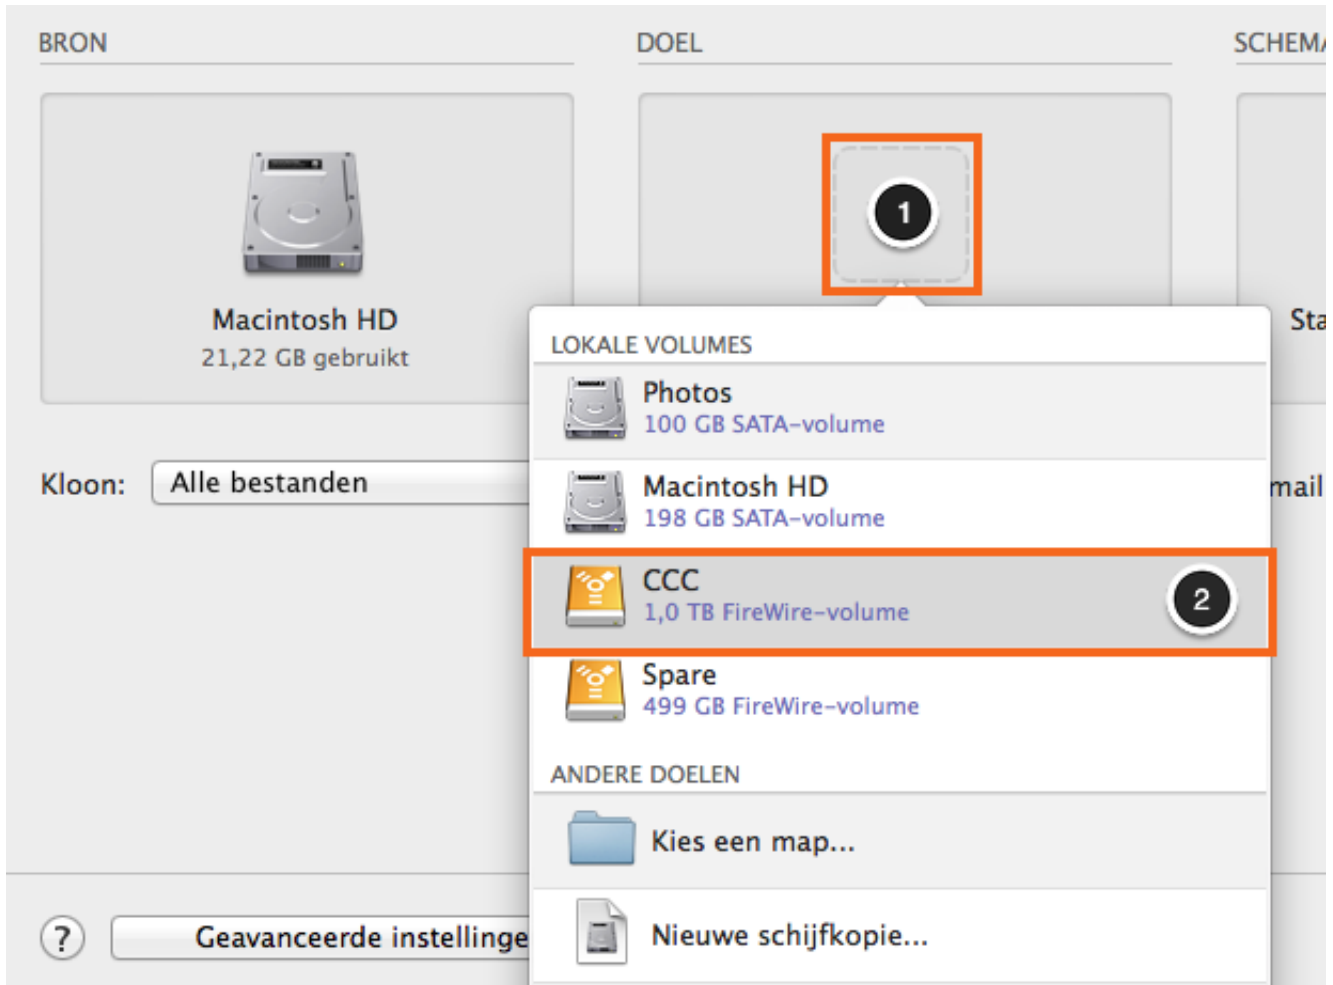 BRON
DOEL
SCHEMA
1
Macintosh HD
21,22 GB gebruikt
Sta
LOKALE VOLUMES
Photos
100 GB SATA-volume
Kloon: Alle bestanden
Macintosh HD
198 GB SATA-volume
mail
CCC
1,0 TB FireWire-volume
2
Spare
499 GB FireWire-volume
ANDERE DOELEN
Kies een map...
? Geavanceerde instellinge
Nieuwe schijfkopie...